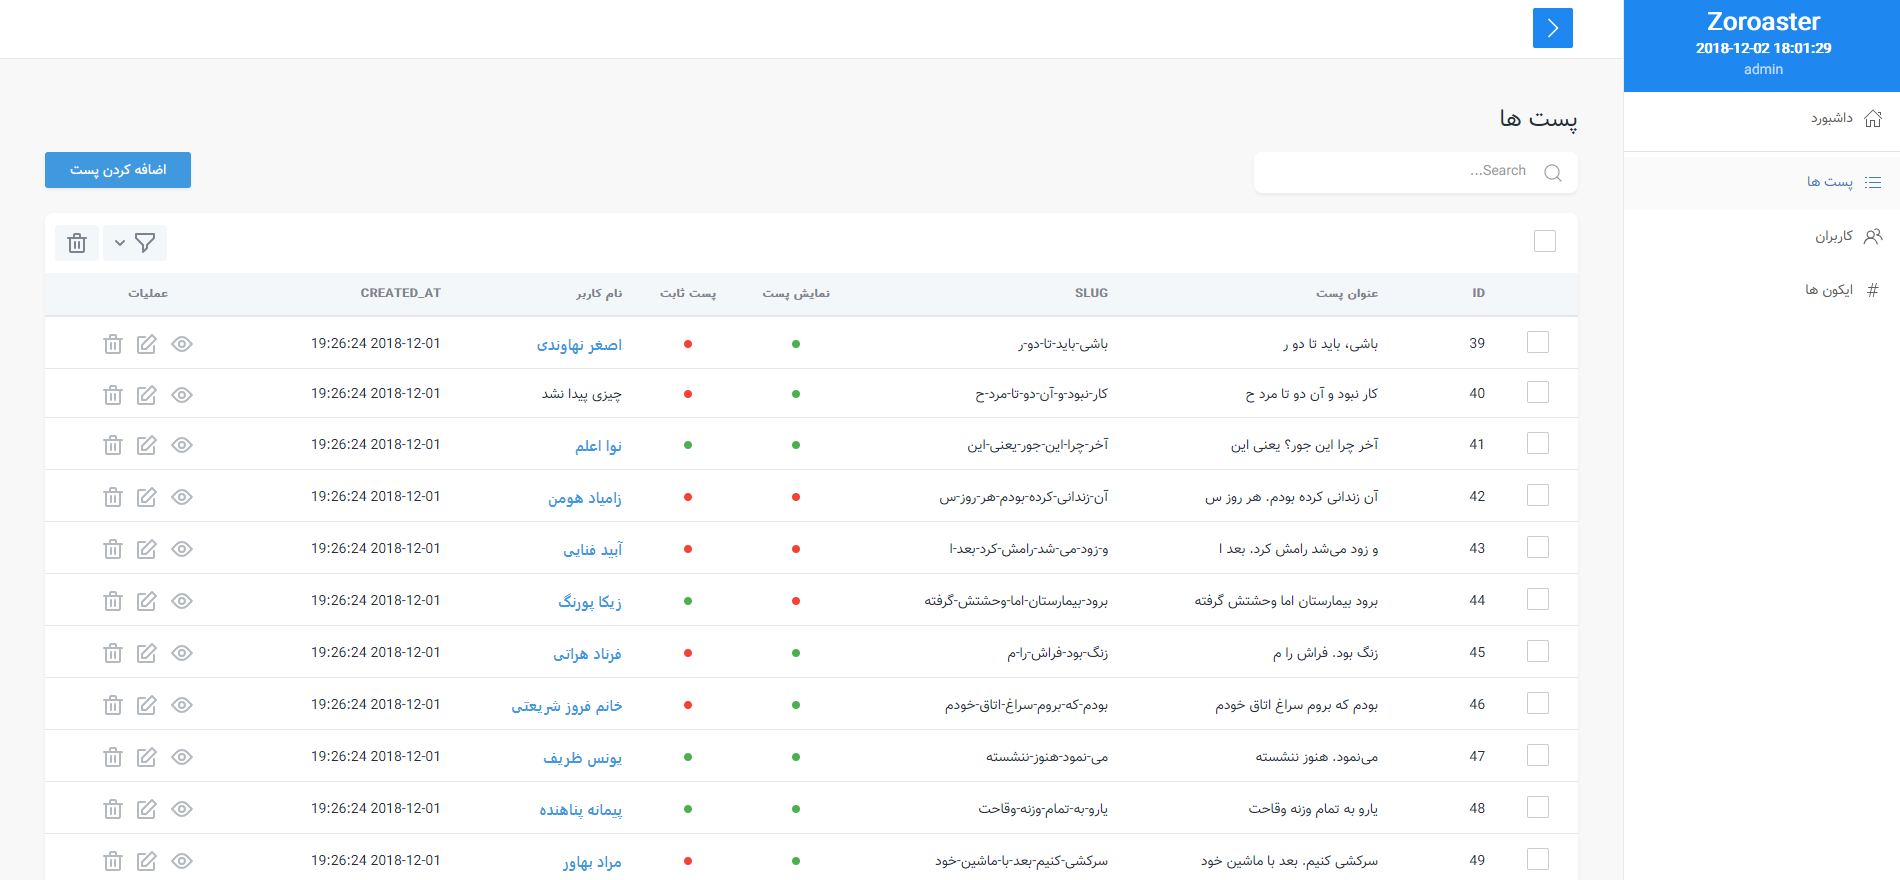 Zoroaster
2018-12-02 18:01:29
admin
داشبورد
پست ها
کاربران
ایکون ها
پست ها
Search...
اضافه کردن پست
ID عنوان پست SLUG نمایش پست پست ثابت نام کاربر CREATED_AT عملیات
39 باشی، باید تا دو ر باشی-باید-تا-دو-ر اصغر نهاوندی 2018-12-01 19:26:24
40 کار نبود و آن دو تا مرد ح کار-نبود-و-آن-دو-تا-مرد-ح چیزی پیدا نشد 2018-12-01 19:26:24
41 آخر چرا این جور؟ یعنی این آخر-چرا-این-جور-یعنی-این نوا اعلم 2018-12-01 19:26:24
42 آن زندانی کرده بودم. هر روز س آن-زندانی-کرده-بودم-هر-روز-س زامیاد هومن 2018-12-01 19:26:24
43 و زود می‌شد رامش کرد. بعد ا و-زود-می-شد-رامش-کرد-بعد-ا آبید فنایی 2018-12-01 19:26:24
44 برود بیمارستان اما وحشتش گرفته برود-بیمارستان-اما-وحشتش-گرفته زیکا پورنگ 2018-12-01 19:26:24
45 زنگ بود. فراش را م زنگ-بود-فراش-را-م فرناد هراتی 2018-12-01 19:26:24
46 بودم که بروم سراغ اتاق خودم بودم-که-بروم-سراغ-اتاق-خودم خانم فروز شریعتی 2018-12-01 19:26:24
47 می‌نمود. هنوز ننشسته می-نمود-هنوز-ننشسته یونس ظریف 2018-12-01 19:26:24
48 یارو به تمام وزنه وقاحت یارو-به-تمام-وزنه-وقاحت پیمانه پناهنده 2018-12-01 19:26:24
49 سرکشی کنیم. بعد با ماشین خود سرکشی-کنیم-بعد-با-ماشین-خود مراد بهاور 2018-12-01 19:26:24